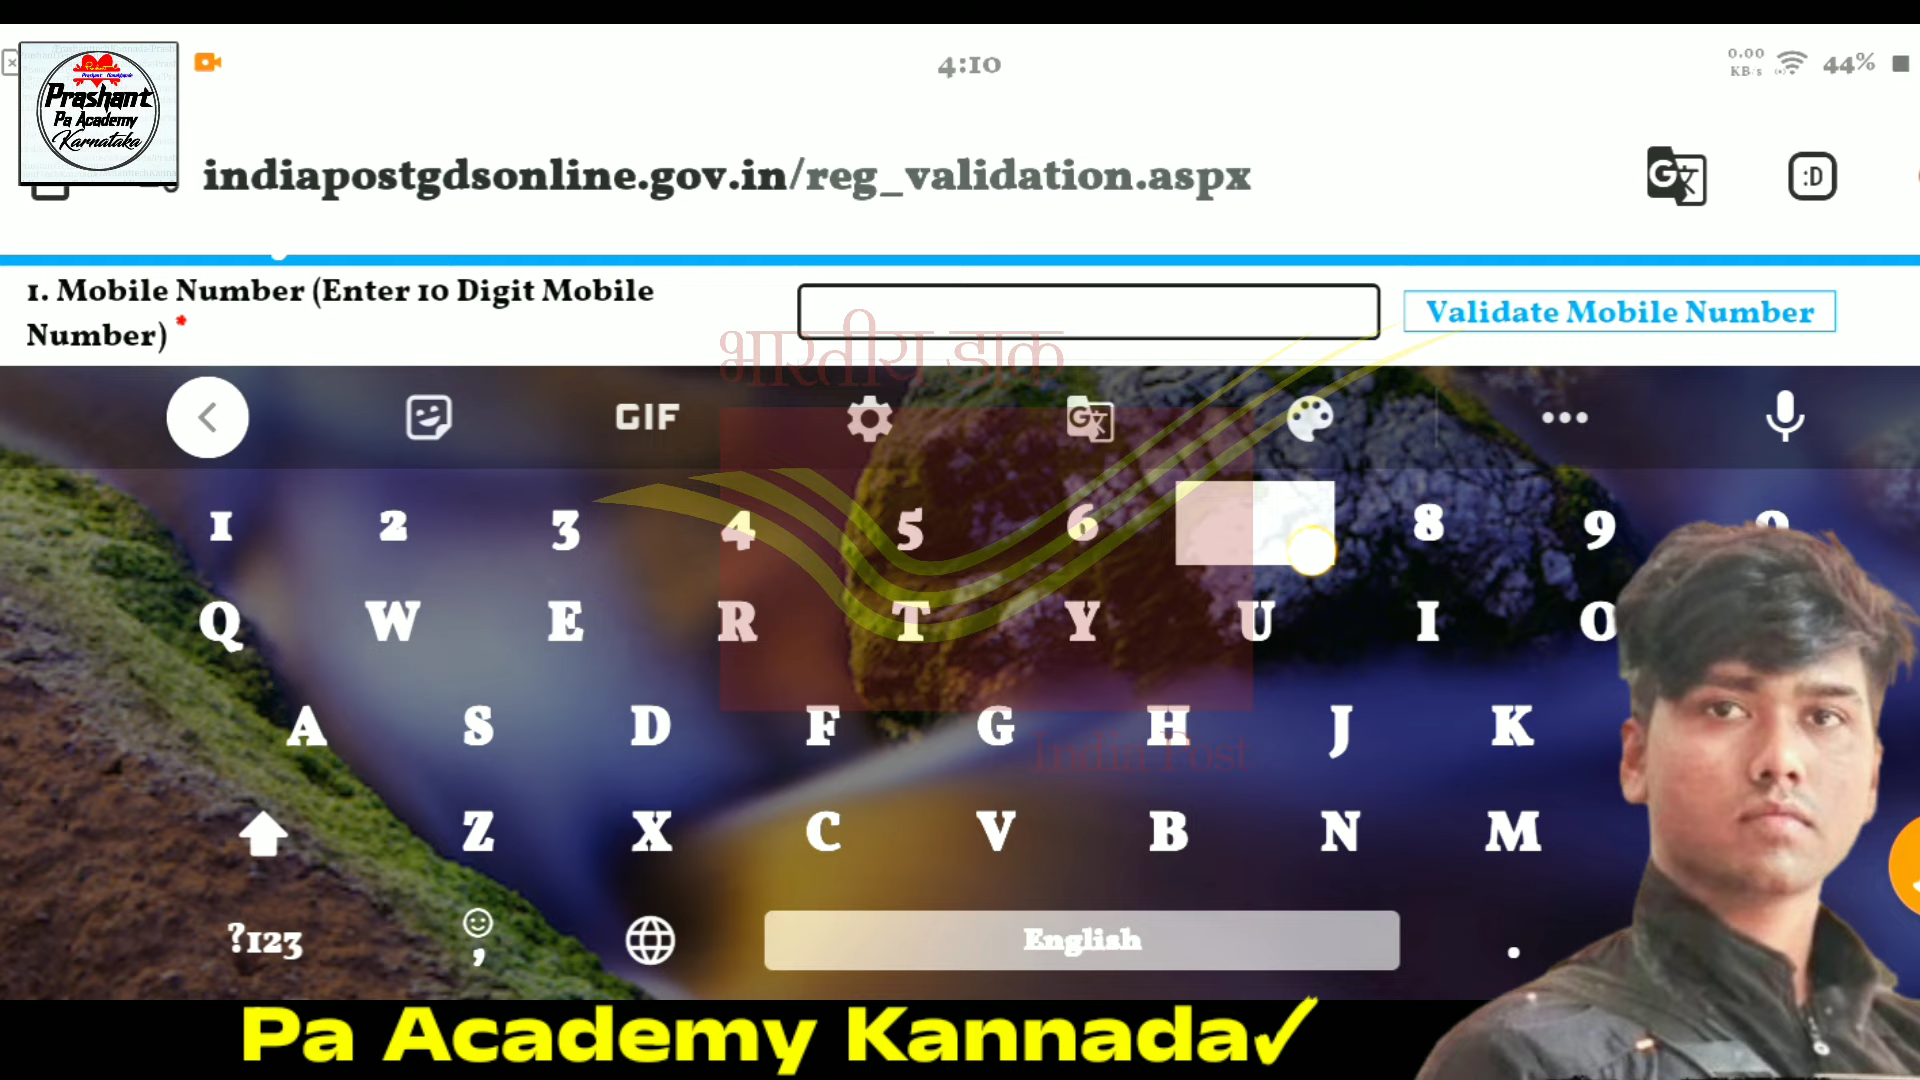 4:10
0.00
KB/s
44%
Prashant
Pa Academy
Karnataka
indiapostgdsonline.gov.in/reg_validation.aspx
:D
1. Mobile Number (Enter 10 Digit Mobile
Number) *
Validate Mobile Number
भारतीय डाक
GIF
1 2 3 4 5 6 8 9
Q W E R T Y U I O
A S D F G H J K
India Post
Z X C V B N M
?123 , English .
Pa Academy Kannada✓